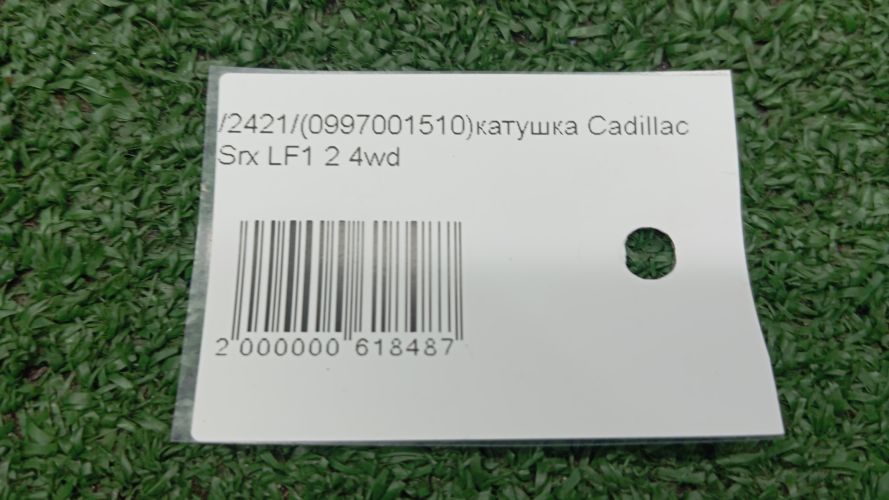 /2421/(0997001510)катушка Cadillac
Srx LF1 2 4wd
2 000000 618487